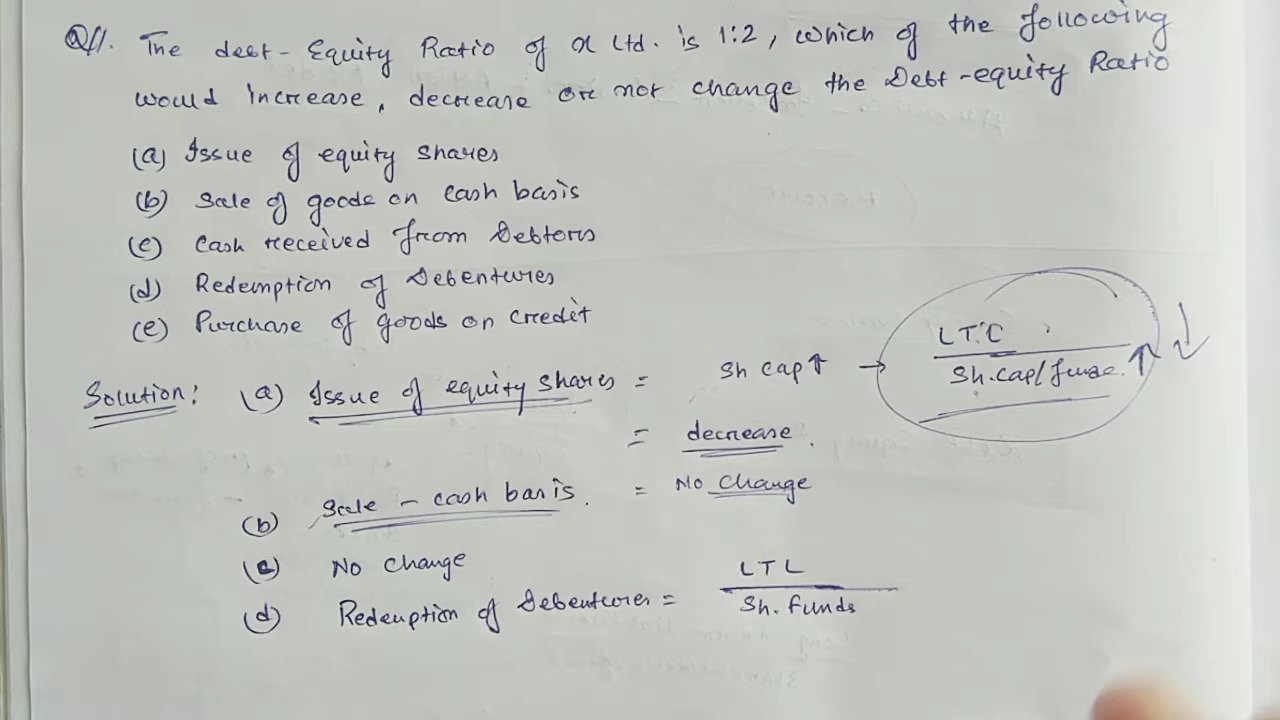 Q1. The debt-Equity Ratio of x Ltd. is 1:2, which of the following
would increase, decrease or not change the Debt-equity Ratio
(a) Issue of equity shares
(b) Sale of goods on cash basis
(c) Cash received from Debtors
(d) Redemption of Debentures
(e) Purchase of goods on credit
Solution: (a) Issue of equity shares = Sh cap↑ → LTC
Sh. cap/ ↑ ↓
= decrease.
(b) Sale - cash basis. = No change
(c) No change
(d) Redemption of Debentures = LTL
Sh. funds